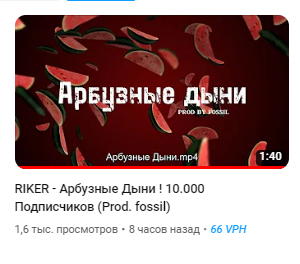 Арбузные дыни
PROD BY FOSSIL
Арбузные Дыни.mp4
1:40
RIKER - Арбузные Дыни ! 10.000
Подписчиков (Prod. fossil)
1,6 тыс. просмотров • 8 часов назад • 66 VPH